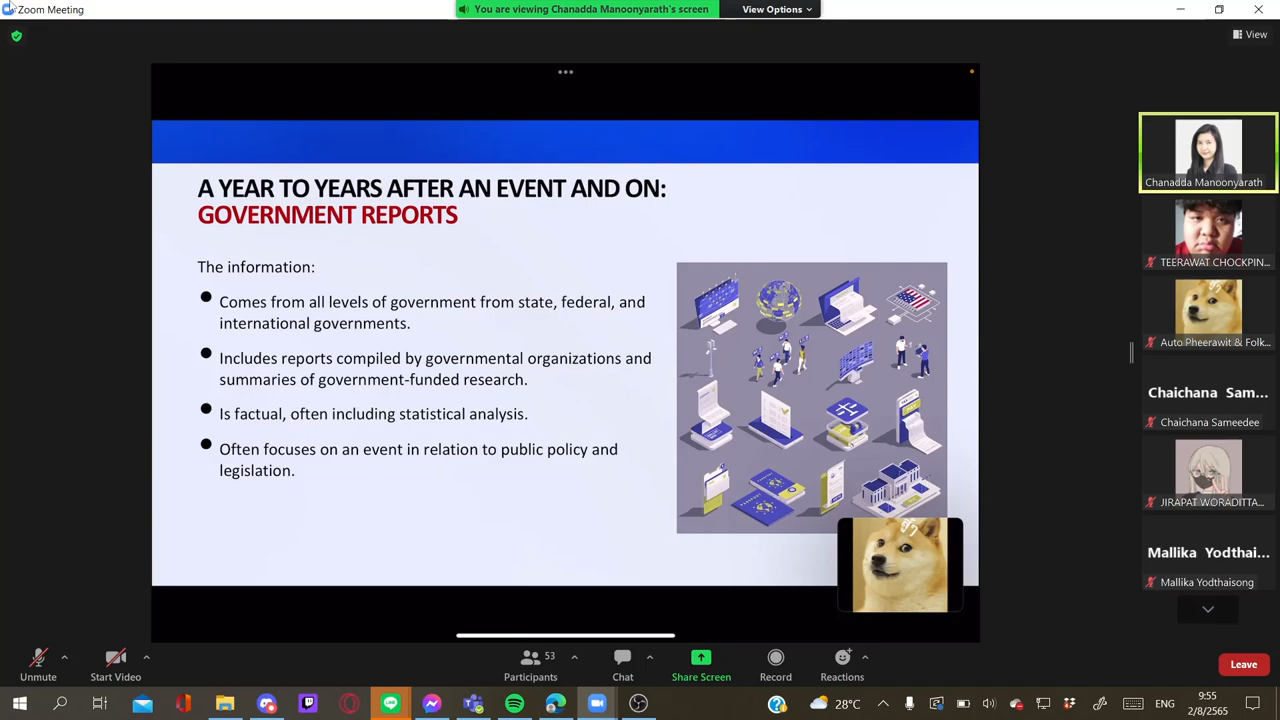 Zoom Meeting
You are viewing Chanadda Manoonyarath's screen
View Options
View
A YEAR TO YEARS AFTER AN EVENT AND ON:
GOVERNMENT REPORTS
The information:
Comes from all levels of government from state, federal, and
international governments.
Includes reports compiled by governmental organizations and
summaries of government-funded research.
Is factual, often including statistical analysis.
Often focuses on an event in relation to public policy and
legislation.
Chanadda Manoonyarath
TEERAWAT CHOCKPIN...
Auto Pheerawit & Folk...
Chaichana Sam...
Chaichana Sameedee
JIRAPAT WORADITTA...
Mallika Yodthai...
Mallika Yodthaisong
Unmute
Start Video
53
Participants
Chat
Share Screen
Record
Reactions
Leave
28°C
ENG
9:55
2/8/2565